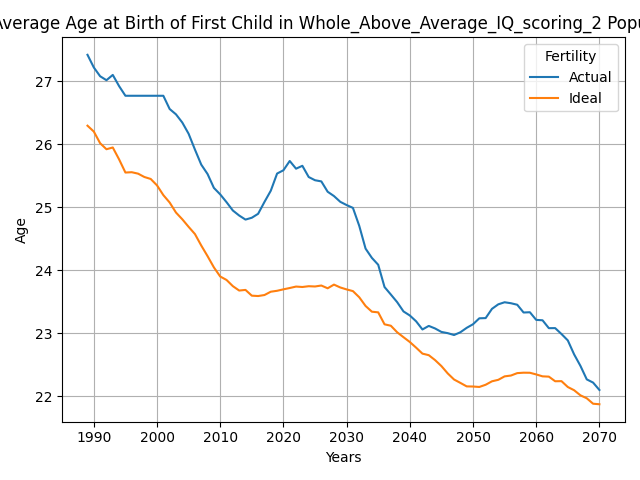 Average Age at Birth of First Child in Whole_Above_Average_IQ_scoring_2 Popu
Fertility
Actual
Ideal
27
26
25
24
23
22
Age
1990 2000 2010 2020 2030 2040 2050 2060 2070
Years